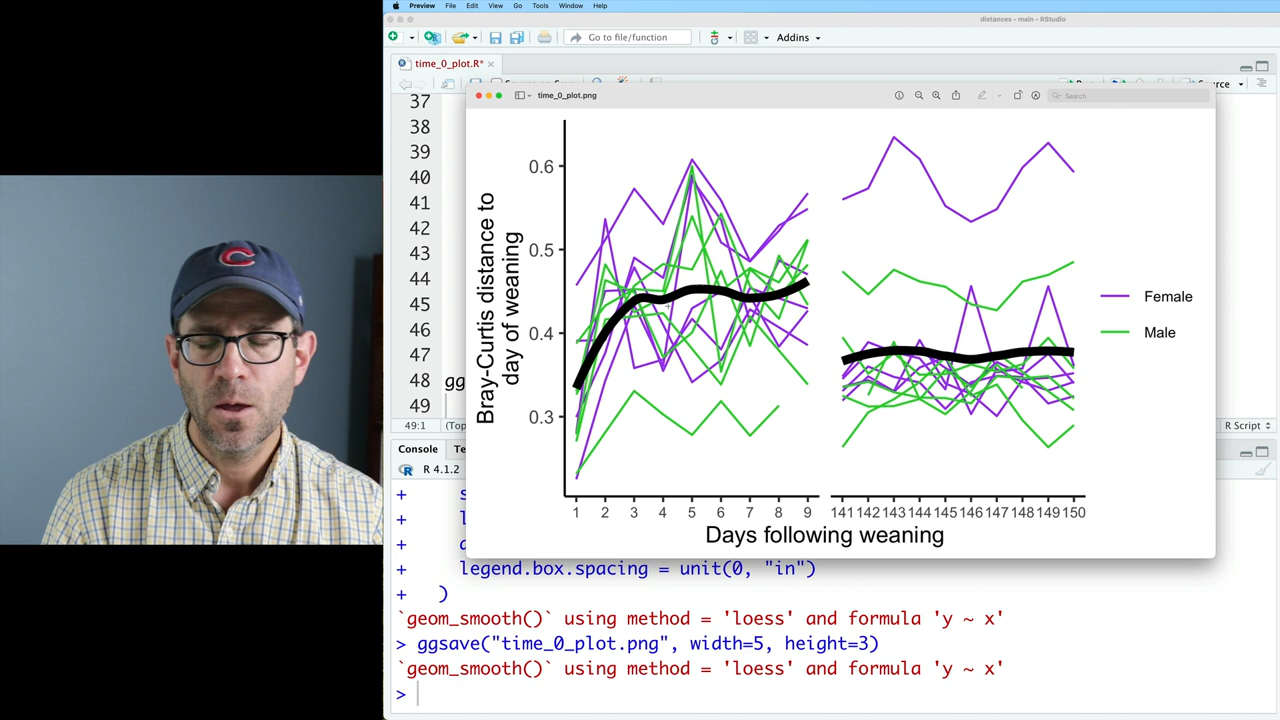 Preview File Edit View Go Tools Window Help
distances - main - RStudio
Go to file/function
Addins
time_0_plot.R*
time_0_plot.png
Search
Source
37
38
39
40
41
42
43
44
45
46
47
48 gg
49
0.6
0.5
0.4
0.3
Bray-Curtis distance to
day of weaning
Female
Male
1 2 3 4 5 6 7 8 9 141 142 143 144 145 146 147 148 149 150
Days following weaning
49:1 (Top
R Script
Console Te
R 4.1.2
+ s
+ l
+ a
+ legend.box.spacing = unit(0, "in")
+ )
`geom_smooth()` using method = 'loess' and formula 'y ~ x'
> ggsave("time_0_plot.png", width=5, height=3)
`geom_smooth()` using method = 'loess' and formula 'y ~ x'
>
C